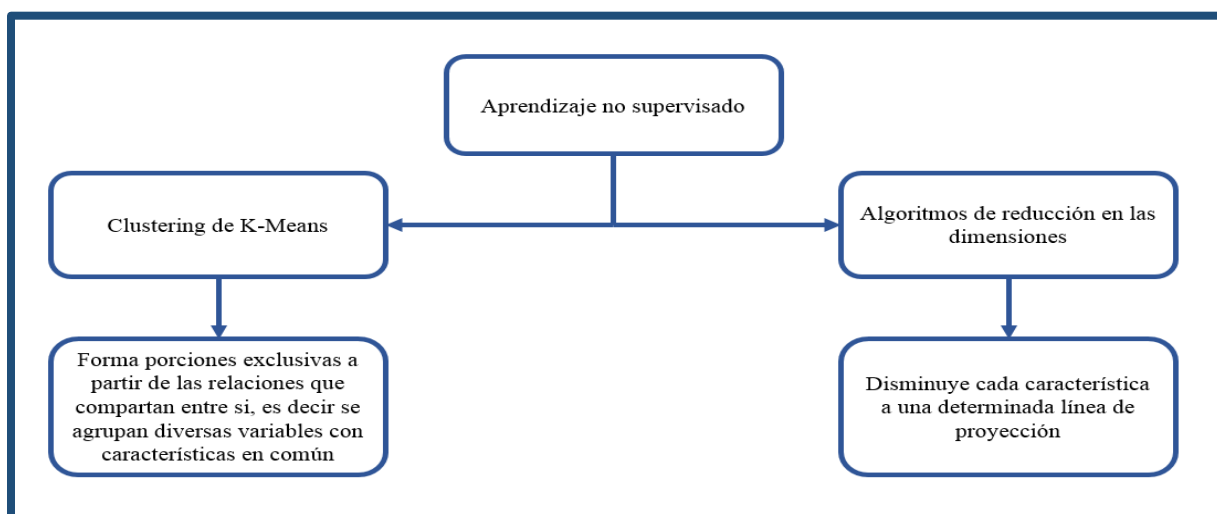 Aprendizaje no supervisado
Clustering de K-Means
Algoritmos de reducción en las
dimensiones
Forma porciones exclusivas a
partir de las relaciones que
compartan entre si, es decir se
agrupan diversas variables con
características en común
Disminuye cada característica
a una determinada línea de
proyección